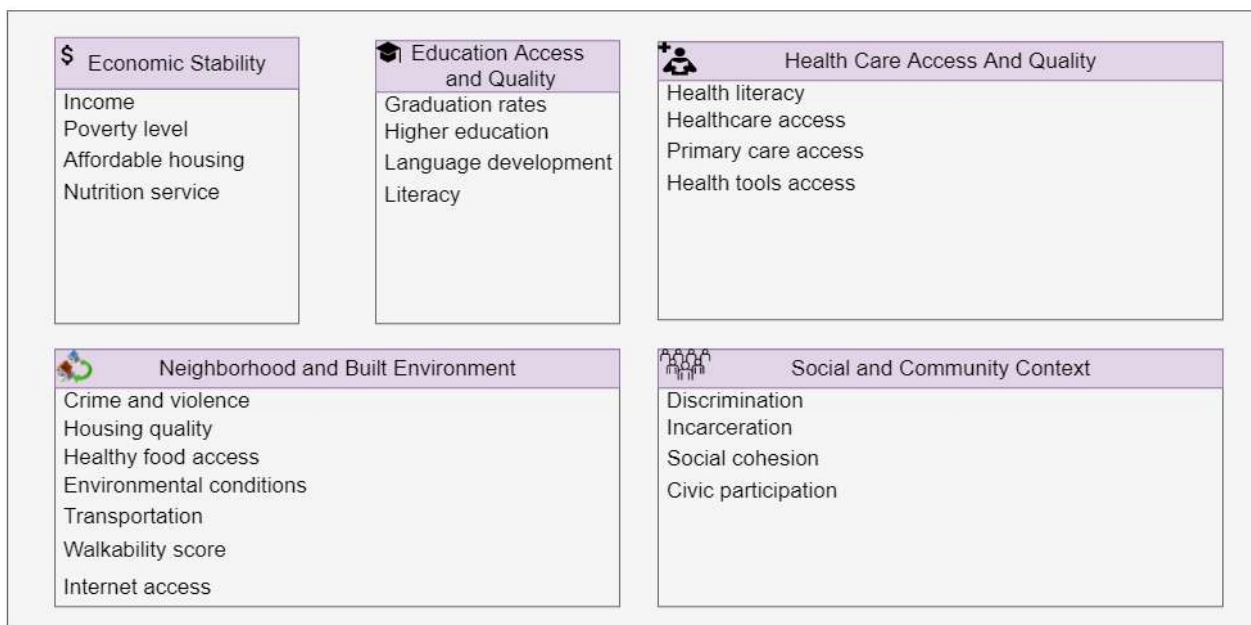 $ Economic Stability
Income
Poverty level
Affordable housing
Nutrition service
Education Access
and Quality
Graduation rates
Higher education
Language development
Literacy
Health Care Access And Quality
Health literacy
Healthcare access
Primary care access
Health tools access
Neighborhood and Built Environment
Crime and violence
Housing quality
Healthy food access
Environmental conditions
Transportation
Walkability score
Internet access
Social and Community Context
Discrimination
Incarceration
Social cohesion
Civic participation